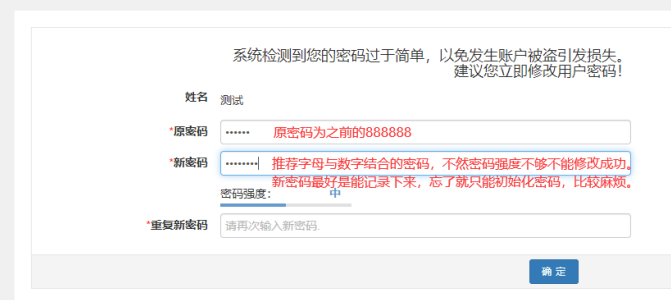 系统检测到您的密码过于简单，以免发生账户被盗引发损失。
建议您立即修改用户密码！
姓名 测试
*原密码 •••••• 原密码为之前的888888
*新密码 •••••••• 推荐字母与数字结合的密码，不然密码强度不够不能修改成功。
新密码最好是能记录下来，忘了就只能初始化密码，比较麻烦。
密码强度： 中
*重复新密码 请再次输入新密码
确 定